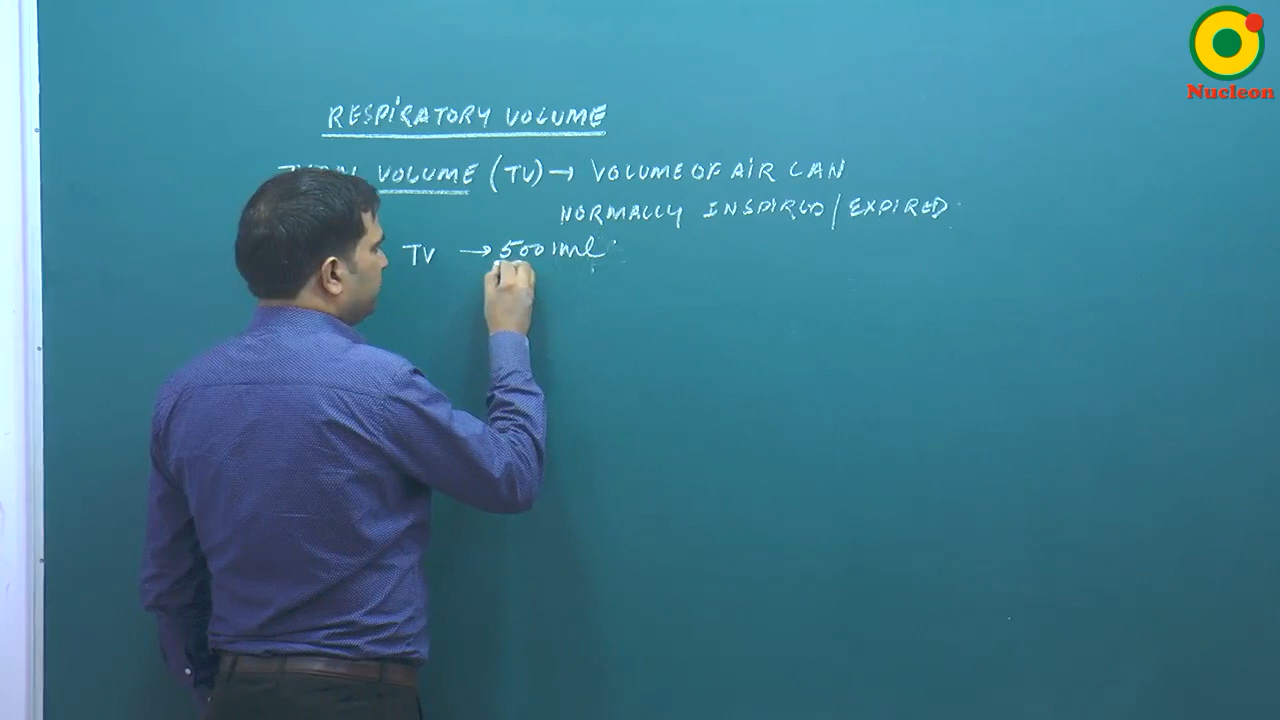 RESPIRATORY VOLUME
VOLUME (TV) → VOLUME OF AIR CAN
NORMALLY INSPIRED / EXPIRED
TV → 500 ml
Nucleon